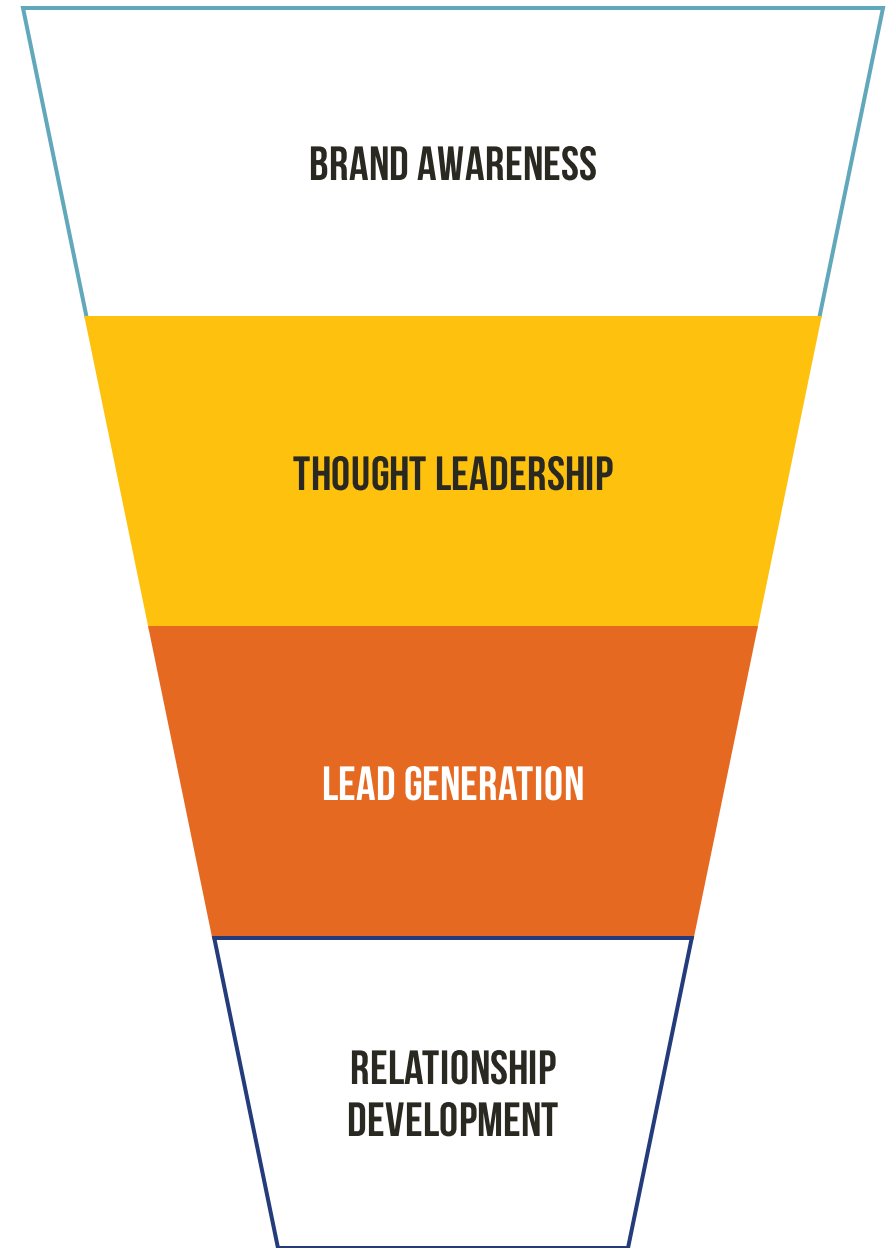 BRAND AWARENESS
THOUGHT LEADERSHIP
LEAD GENERATION
RELATIONSHIP
DEVELOPMENT